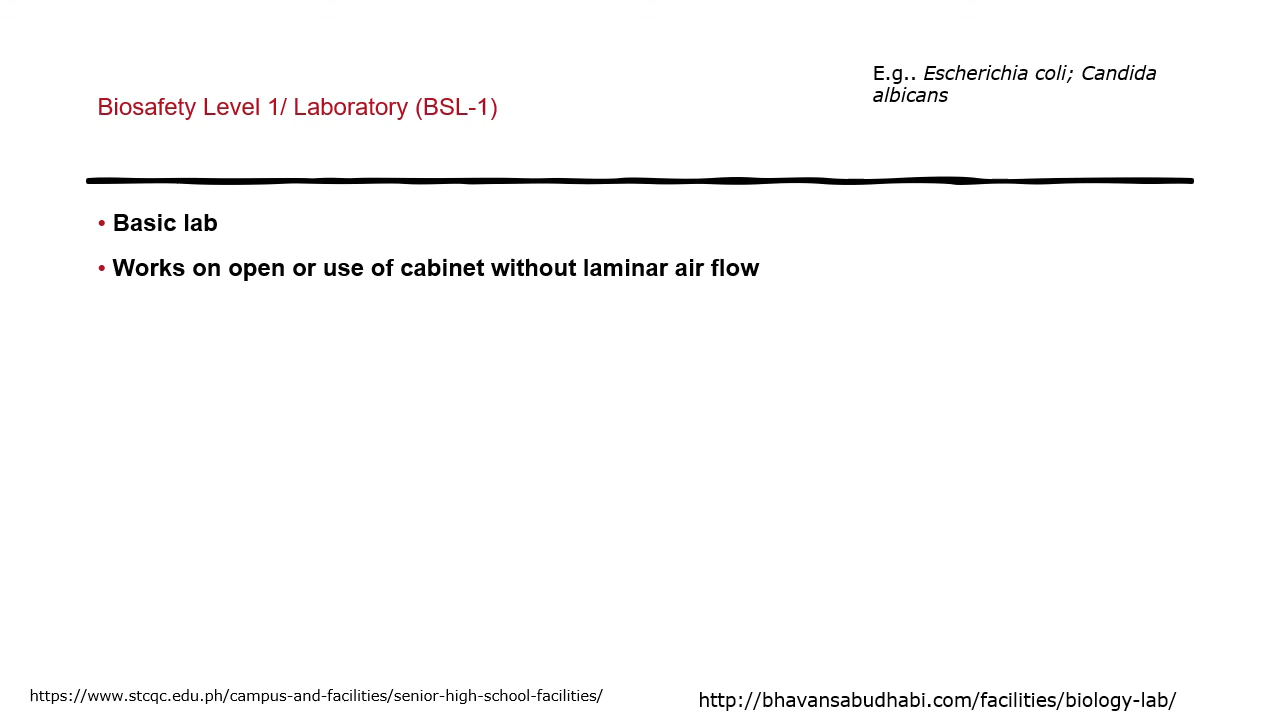 E.g.. Escherichia coli; Candida
albicans
Biosafety Level 1/ Laboratory (BSL-1)
• Basic lab
• Works on open or use of cabinet without laminar air flow
https://www.stcqc.edu.ph/campus-and-facilities/senior-high-school-facilities/
http://bhavansabudhabi.com/facilities/biology-lab/